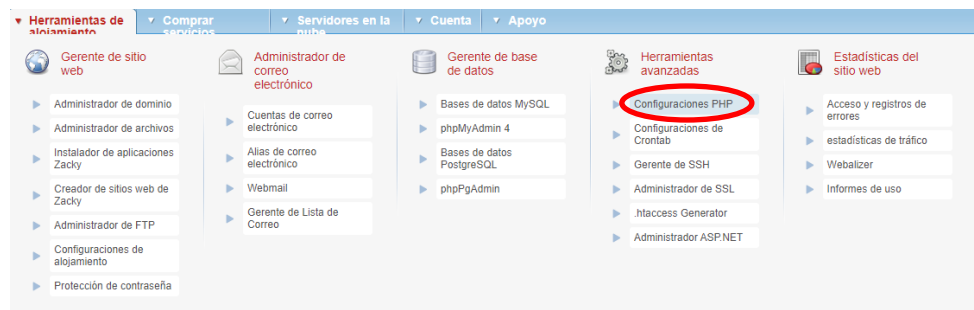 Herramientas de alojamiento
Comprar servicios
Servidores en la nube
Cuenta
Apoyo
Gerente de sitio
web
Administrador de dominio
Administrador de archivos
Instalador de aplicaciones
Zacky
Creador de sitios web de
Zacky
Administrador de FTP
Configuraciones de
alojamiento
Protección de contraseña
Administrador de
correo
electrónico
Cuentas de correo
electrónico
Alias de correo
electrónico
Webmail
Gerente de Lista de
Correo
Gerente de base
de datos
Bases de datos MySQL
phpMyAdmin 4
Bases de datos
PostgreSQL
phpPgAdmin
Herramientas
avanzadas
Configuraciones PHP
Configuraciones de
Crontab
Gerente de SSH
Administrador de SSL
.htaccess Generator
Administrador ASP.NET
Estadísticas del
sitio web
Acceso y registros de
errores
estadísticas de tráfico
Webalizer
Informes de uso